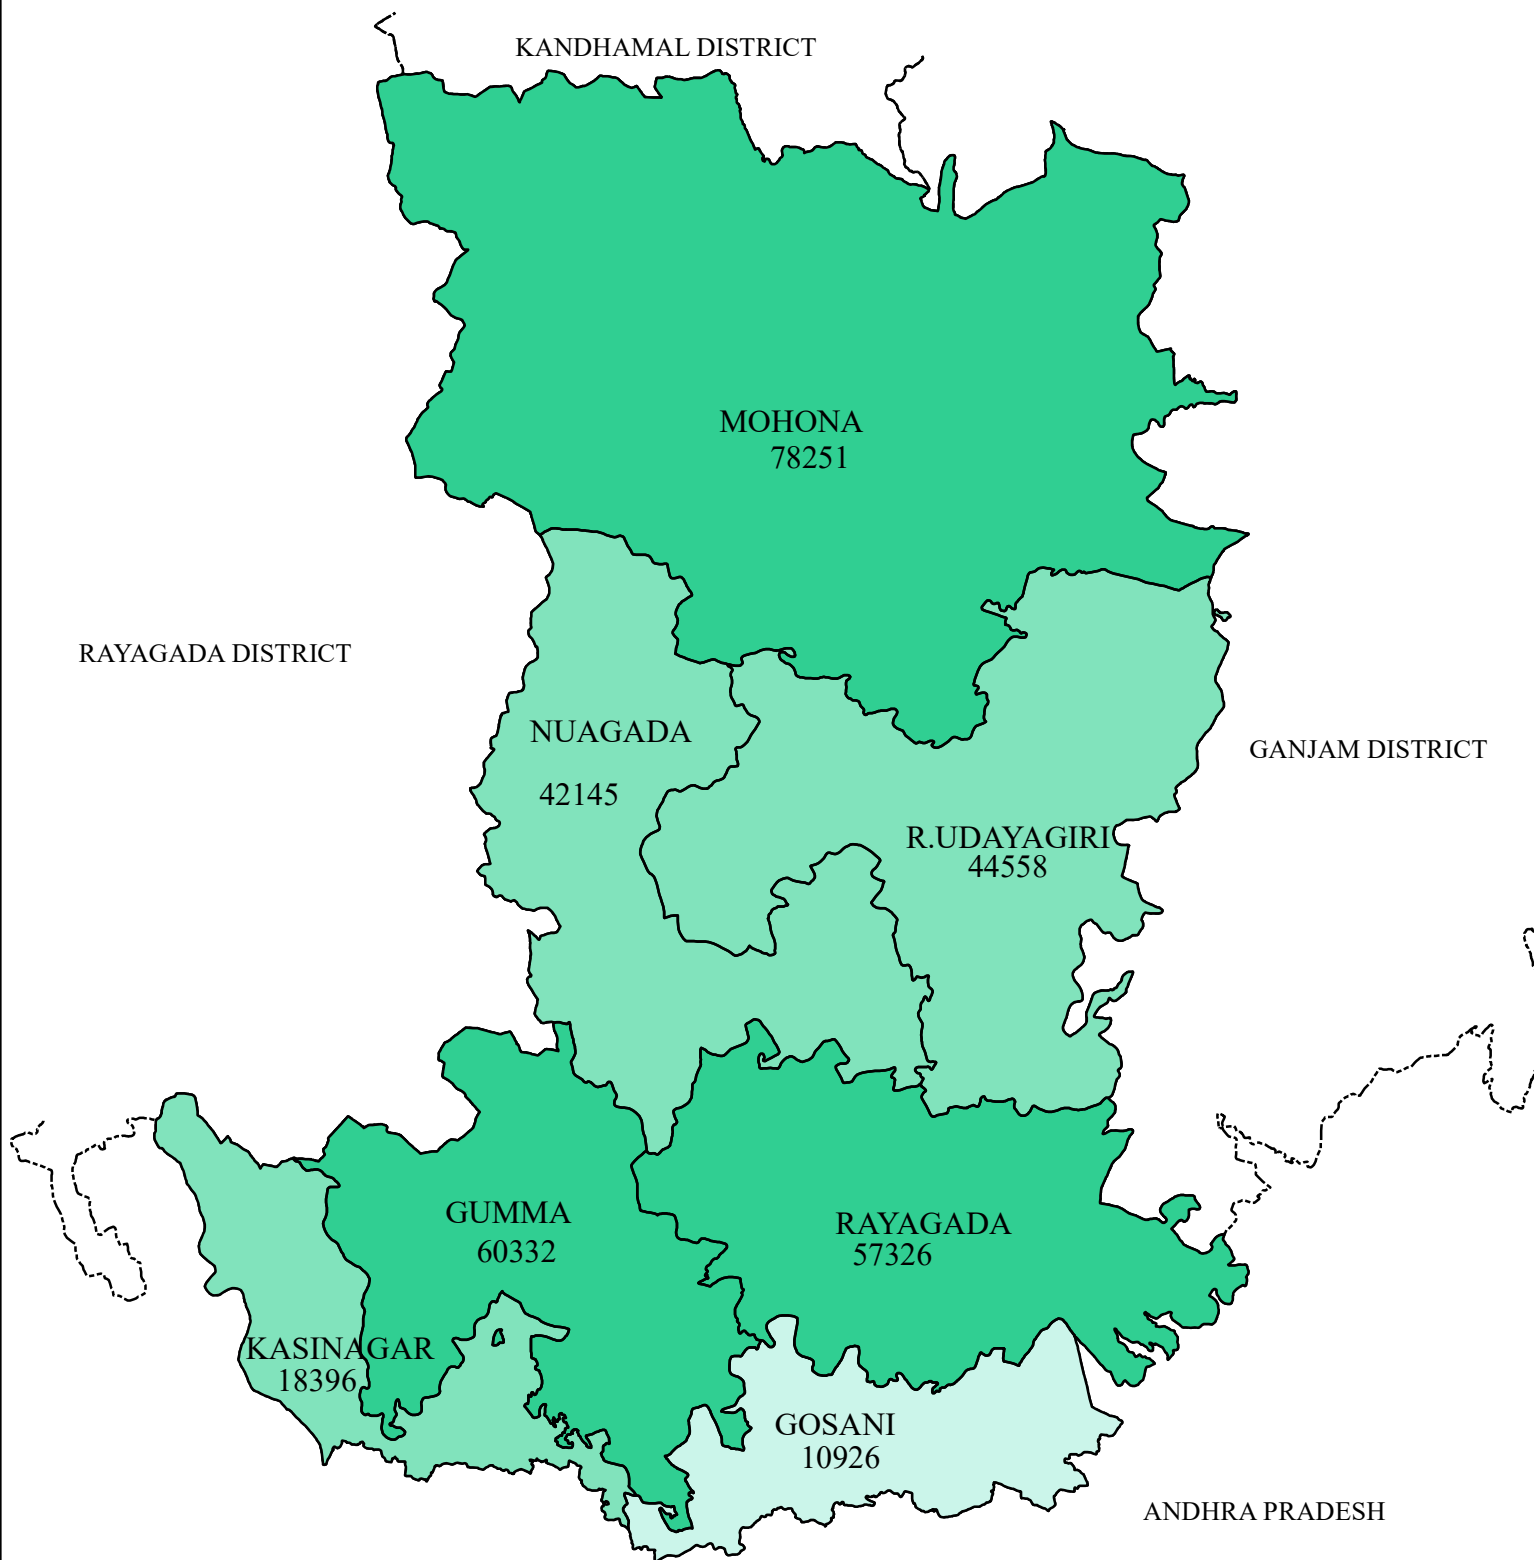 KANDHAMAL DISTRICT
MOHONA
78251
RAYAGADA DISTRICT
NUAGADA
42145
GANJAM DISTRICT
R.UDAYAGIRI
44558
GUMMA
60332
RAYAGADA
57326
KASINAGAR
18396
GOSANI
10926
ANDHRA PRADESH